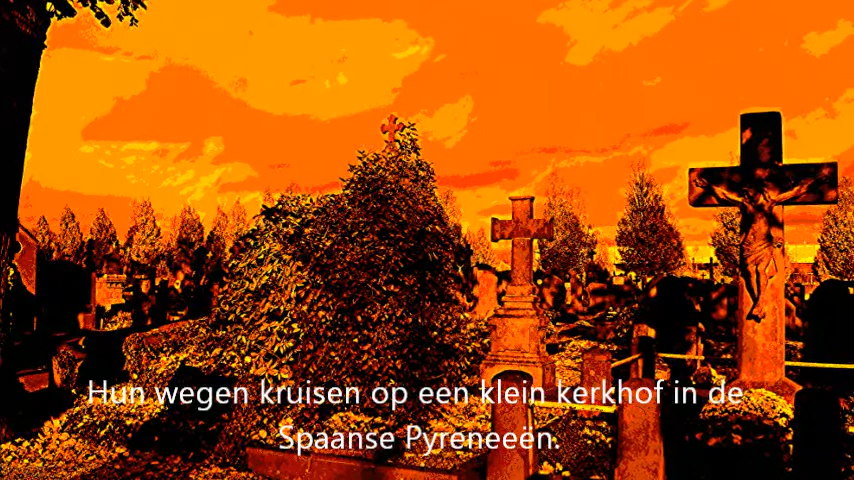 Hun wegen kruisen op een klein kerkhof in de
Spaanse Pyreneeën.